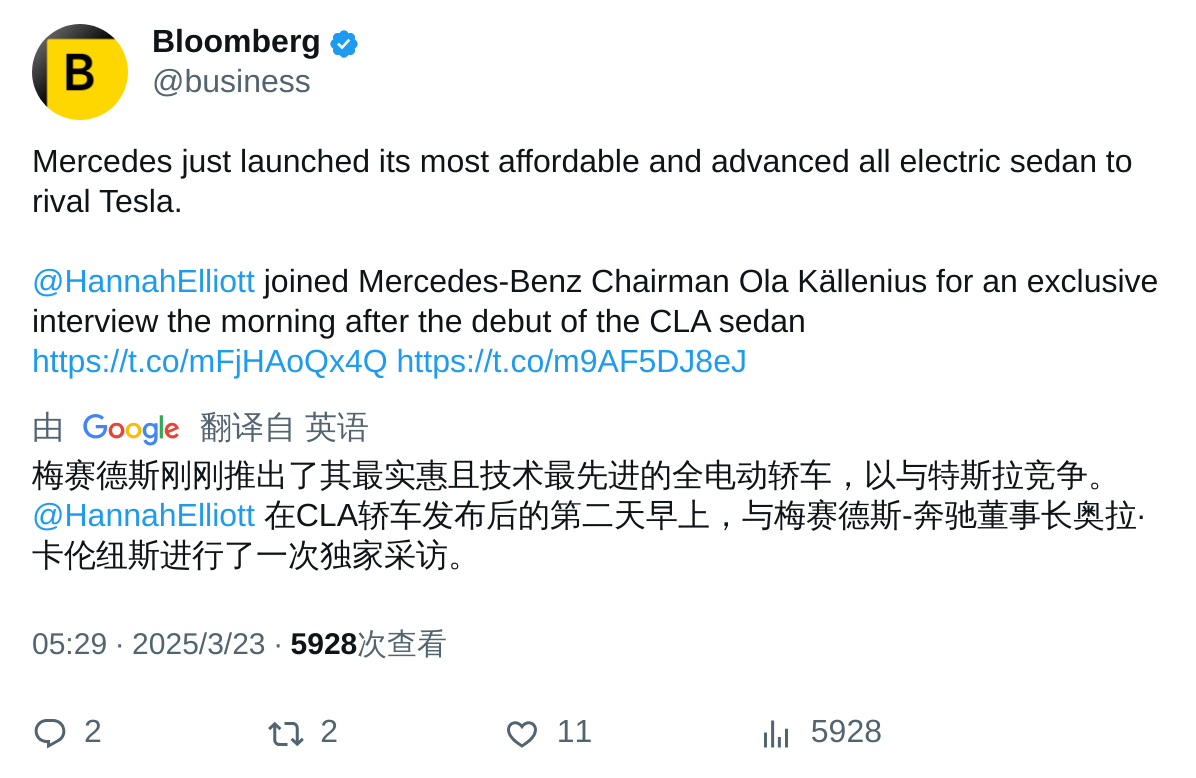 B
Bloomberg
@business
Mercedes just launched its most affordable and advanced all electric sedan to
rival Tesla.
@HannahElliott joined Mercedes-Benz Chairman Ola Källenius for an exclusive
interview the morning after the debut of the CLA sedan
https://t.co/mFjHAoQx4Q https://t.co/m9AF5DJ8eJ
由 Google 翻译自 英语
梅赛德斯刚刚推出了其最实惠且技术最先进的全电动轿车，以与特斯拉竞争。
@HannahElliott 在CLA轿车发布后的第二天早上，与梅赛德斯-奔驰董事长奥拉·
卡伦纽斯进行了一次独家采访。
05:29 · 2025/3/23 · 5928次查看
2 2 11 5928